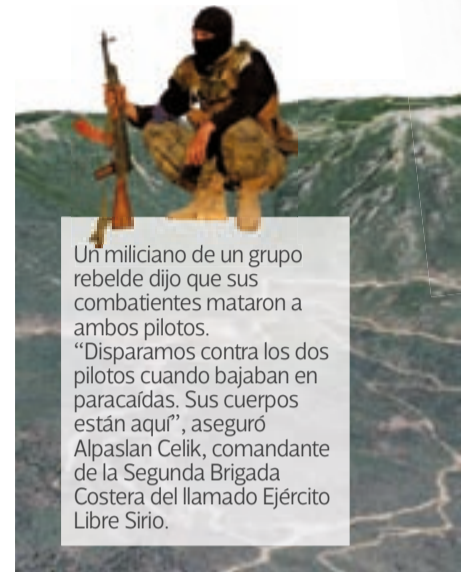 Un miliciano de un grupo
rebelde dijo que sus
combatientes mataron a
ambos pilotos.
“Disparamos contra los dos
pilotos cuando bajaban en
paracaídas. Sus cuerpos
están aquí”, aseguró
Alpaslan Celik, comandante
de la Segunda Brigada
Costera del llamado Ejército
Libre Sirio.